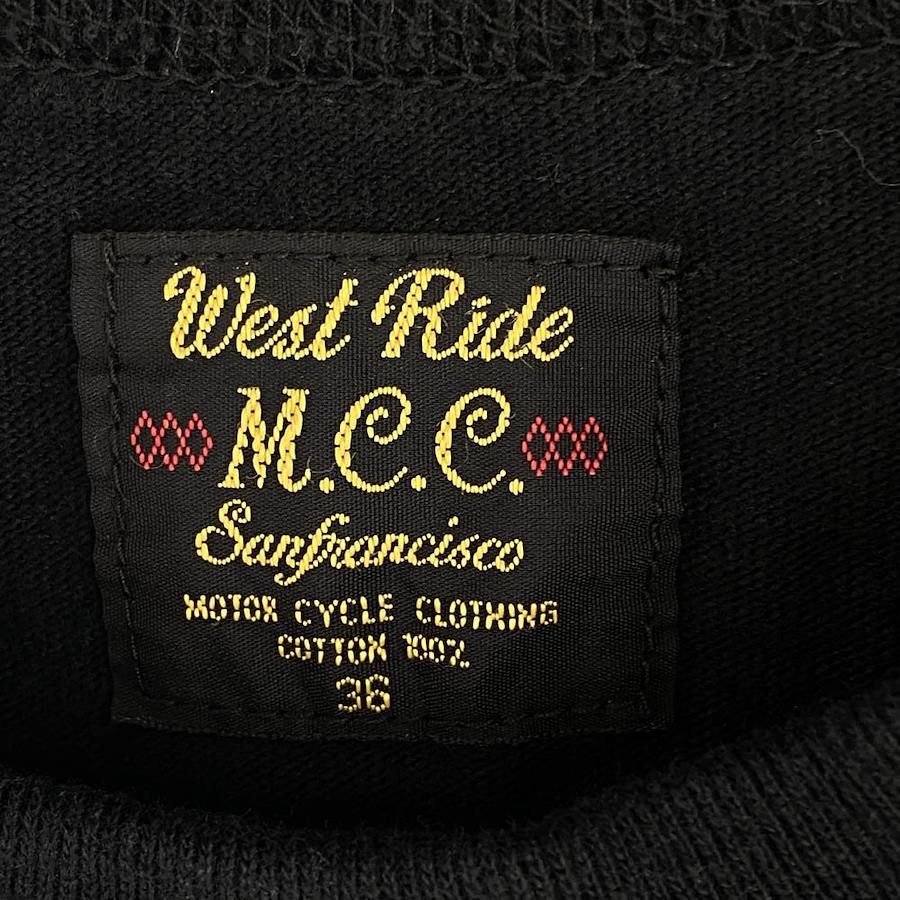 West Ride
M.C.C.
Sanfrancisco
MOTOR CYCLE CLOTHING
COTTON 100%
36